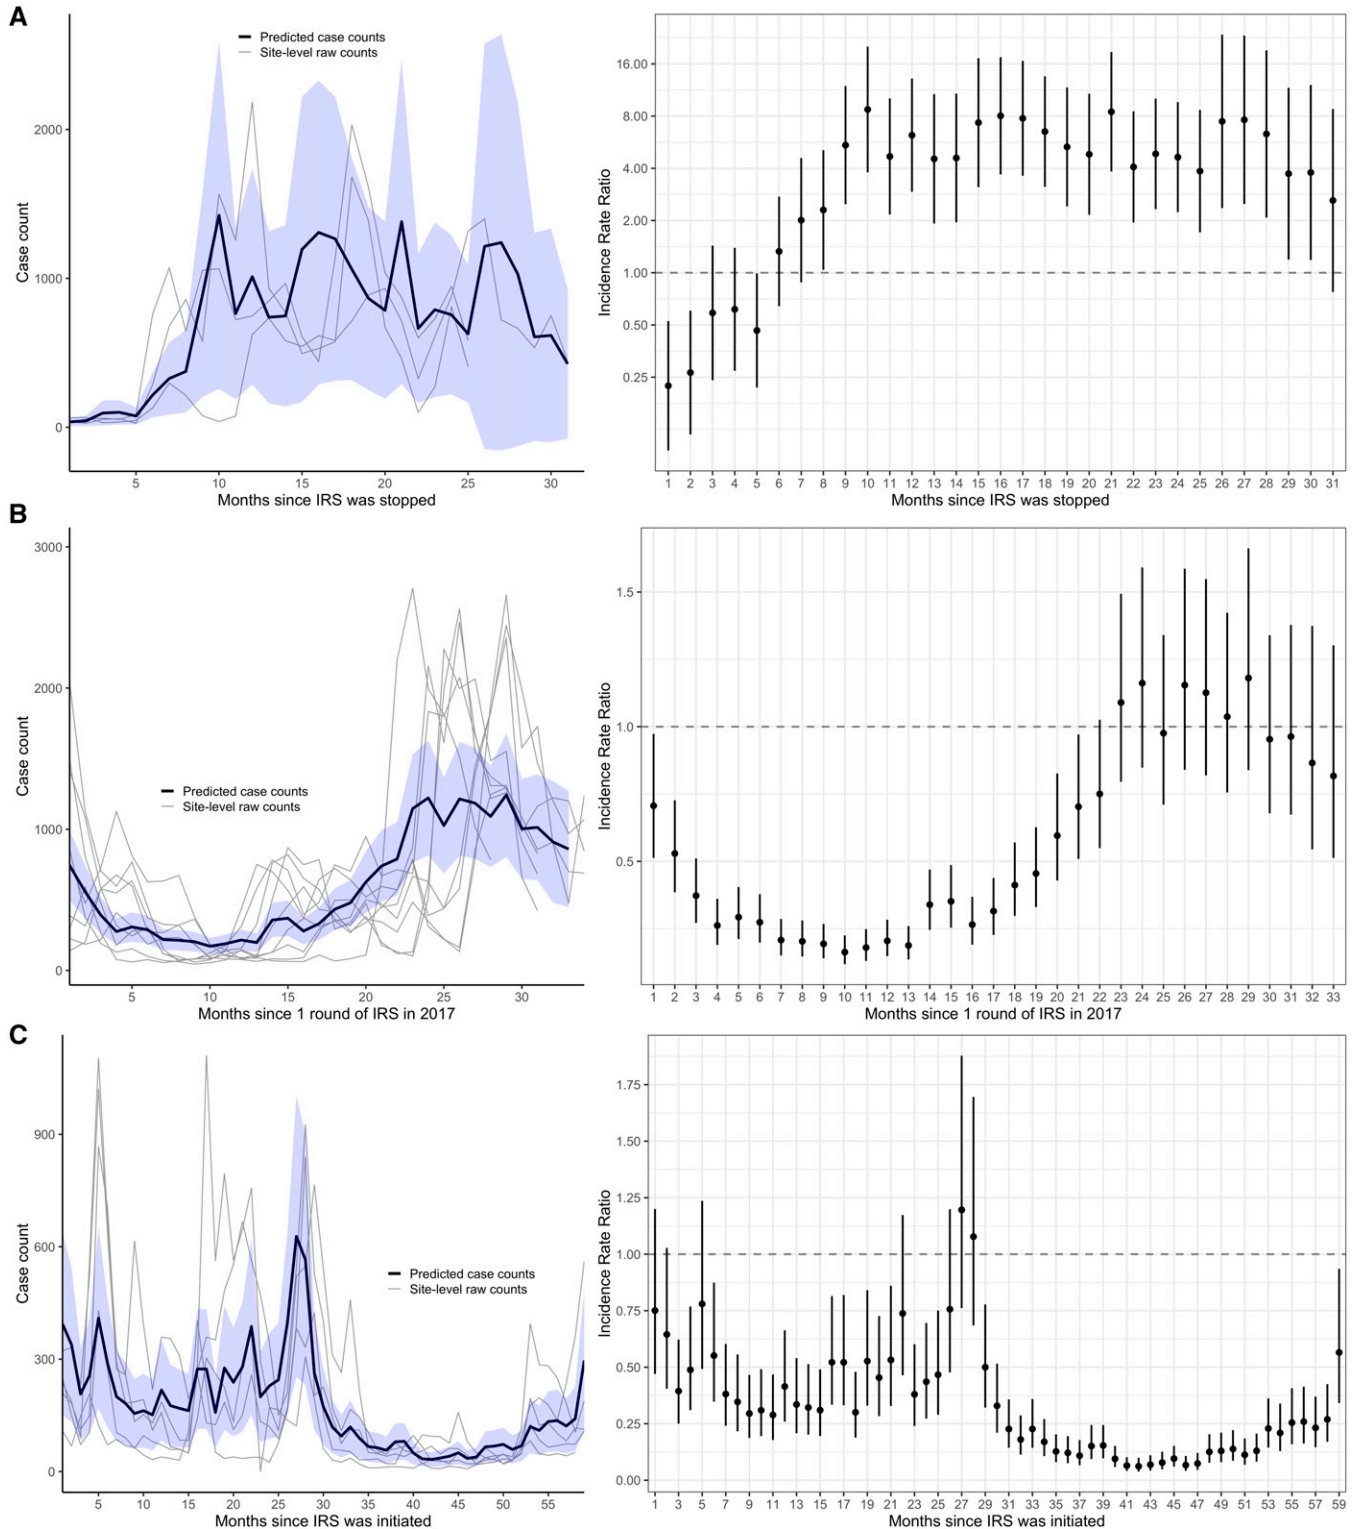 A
Predicted case counts
Site-level raw counts
Case count
2000
1000
0
5 10 15 20 25 30
Months since IRS was stopped
Incidence Rate Ratio
16.00
8.00
4.00
2.00
1.00
0.50
0.25
1 2 3 4 5 6 7 8 9 10 11 12 13 14 15 16 17 18 19 20 21 22 23 24 25 26 27 28 29 30 31
Months since IRS was stopped
B
Predicted case counts
Site-level raw counts
Case count
3000
2000
1000
0
5 10 15 20 25 30
Months since 1 round of IRS in 2017
Incidence Rate Ratio
1.5
1.0
0.5
1 2 3 4 5 6 7 8 9 10 11 12 13 14 15 16 17 18 19 20 21 22 23 24 25 26 27 28 29 30 31 32 33
Months since 1 round of IRS in 2017
C
Predicted case counts
Site-level raw counts
Case count
900
600
300
0
5 10 15 20 25 30 35 40 45 50 55
Months since IRS was initiated
Incidence Rate Ratio
1.75
1.50
1.25
1.00
0.75
0.50
0.25
0.00
1 3 5 7 9 11 13 15 17 19 21 23 25 27 29 31 33 35 37 39 41 43 45 47 49 51 53 55 57 59
Months since IRS was initiated